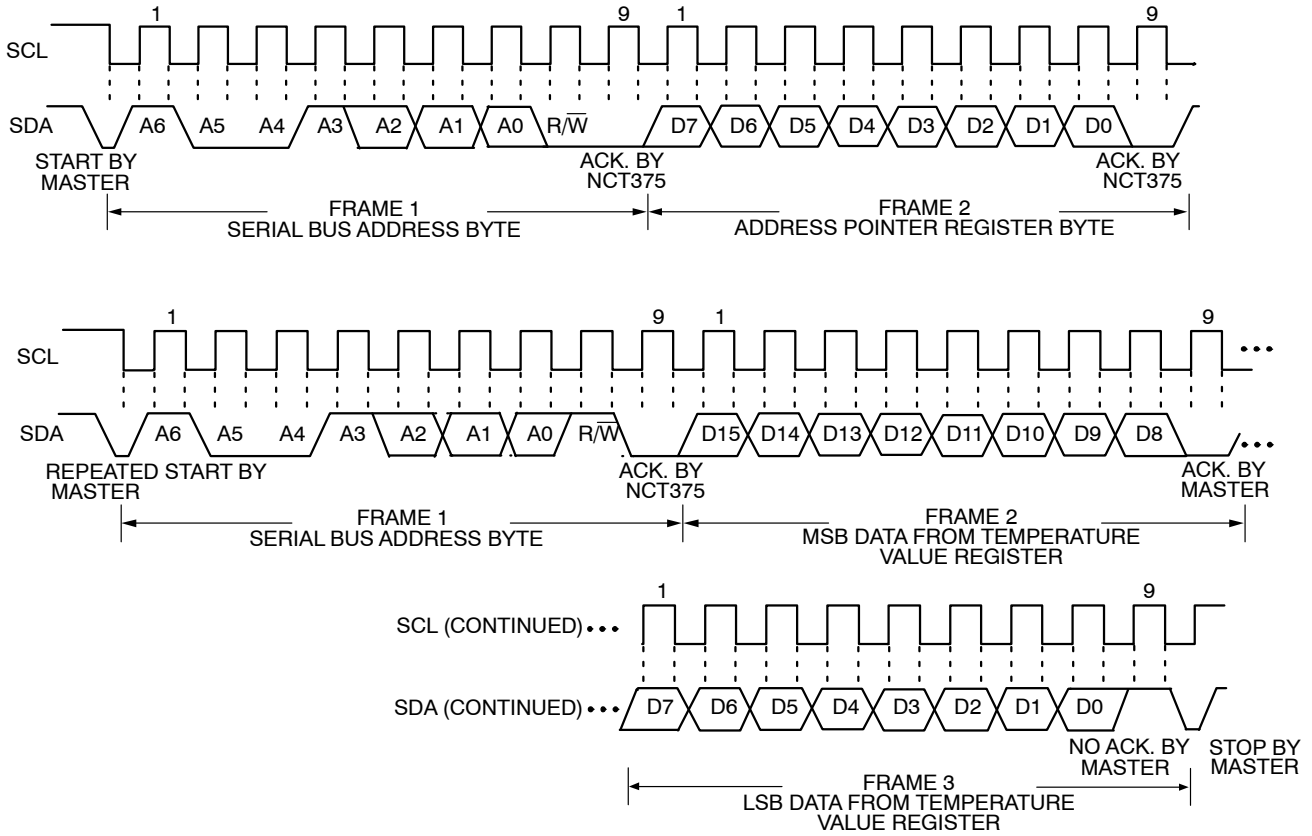 1 9 1 9
SCL
SDA A6 A5 A4 A3 A2 A1 A0 R/W̅ D7 D6 D5 D4 D3 D2 D1 D0
START BY
MASTER
ACK. BY
NCT375
ACK. BY
NCT375
FRAME 1
SERIAL BUS ADDRESS BYTE
FRAME 2
ADDRESS POINTER REGISTER BYTE
1 9 1 9
SCL •••
SDA A6 A5 A4 A3 A2 A1 A0 R/W̅ D15 D14 D13 D12 D11 D10 D9 D8 •••
REPEATED START BY
MASTER
ACK. BY
NCT375
ACK. BY
MASTER
FRAME 1
SERIAL BUS ADDRESS BYTE
FRAME 2
MSB DATA FROM TEMPERATURE
VALUE REGISTER
1 9
SCL (CONTINUED) •••
SDA (CONTINUED) ••• D7 D6 D5 D4 D3 D2 D1 D0
NO ACK. BY
MASTER
STOP BY
MASTER
FRAME 3
LSB DATA FROM TEMPERATURE
VALUE REGISTER